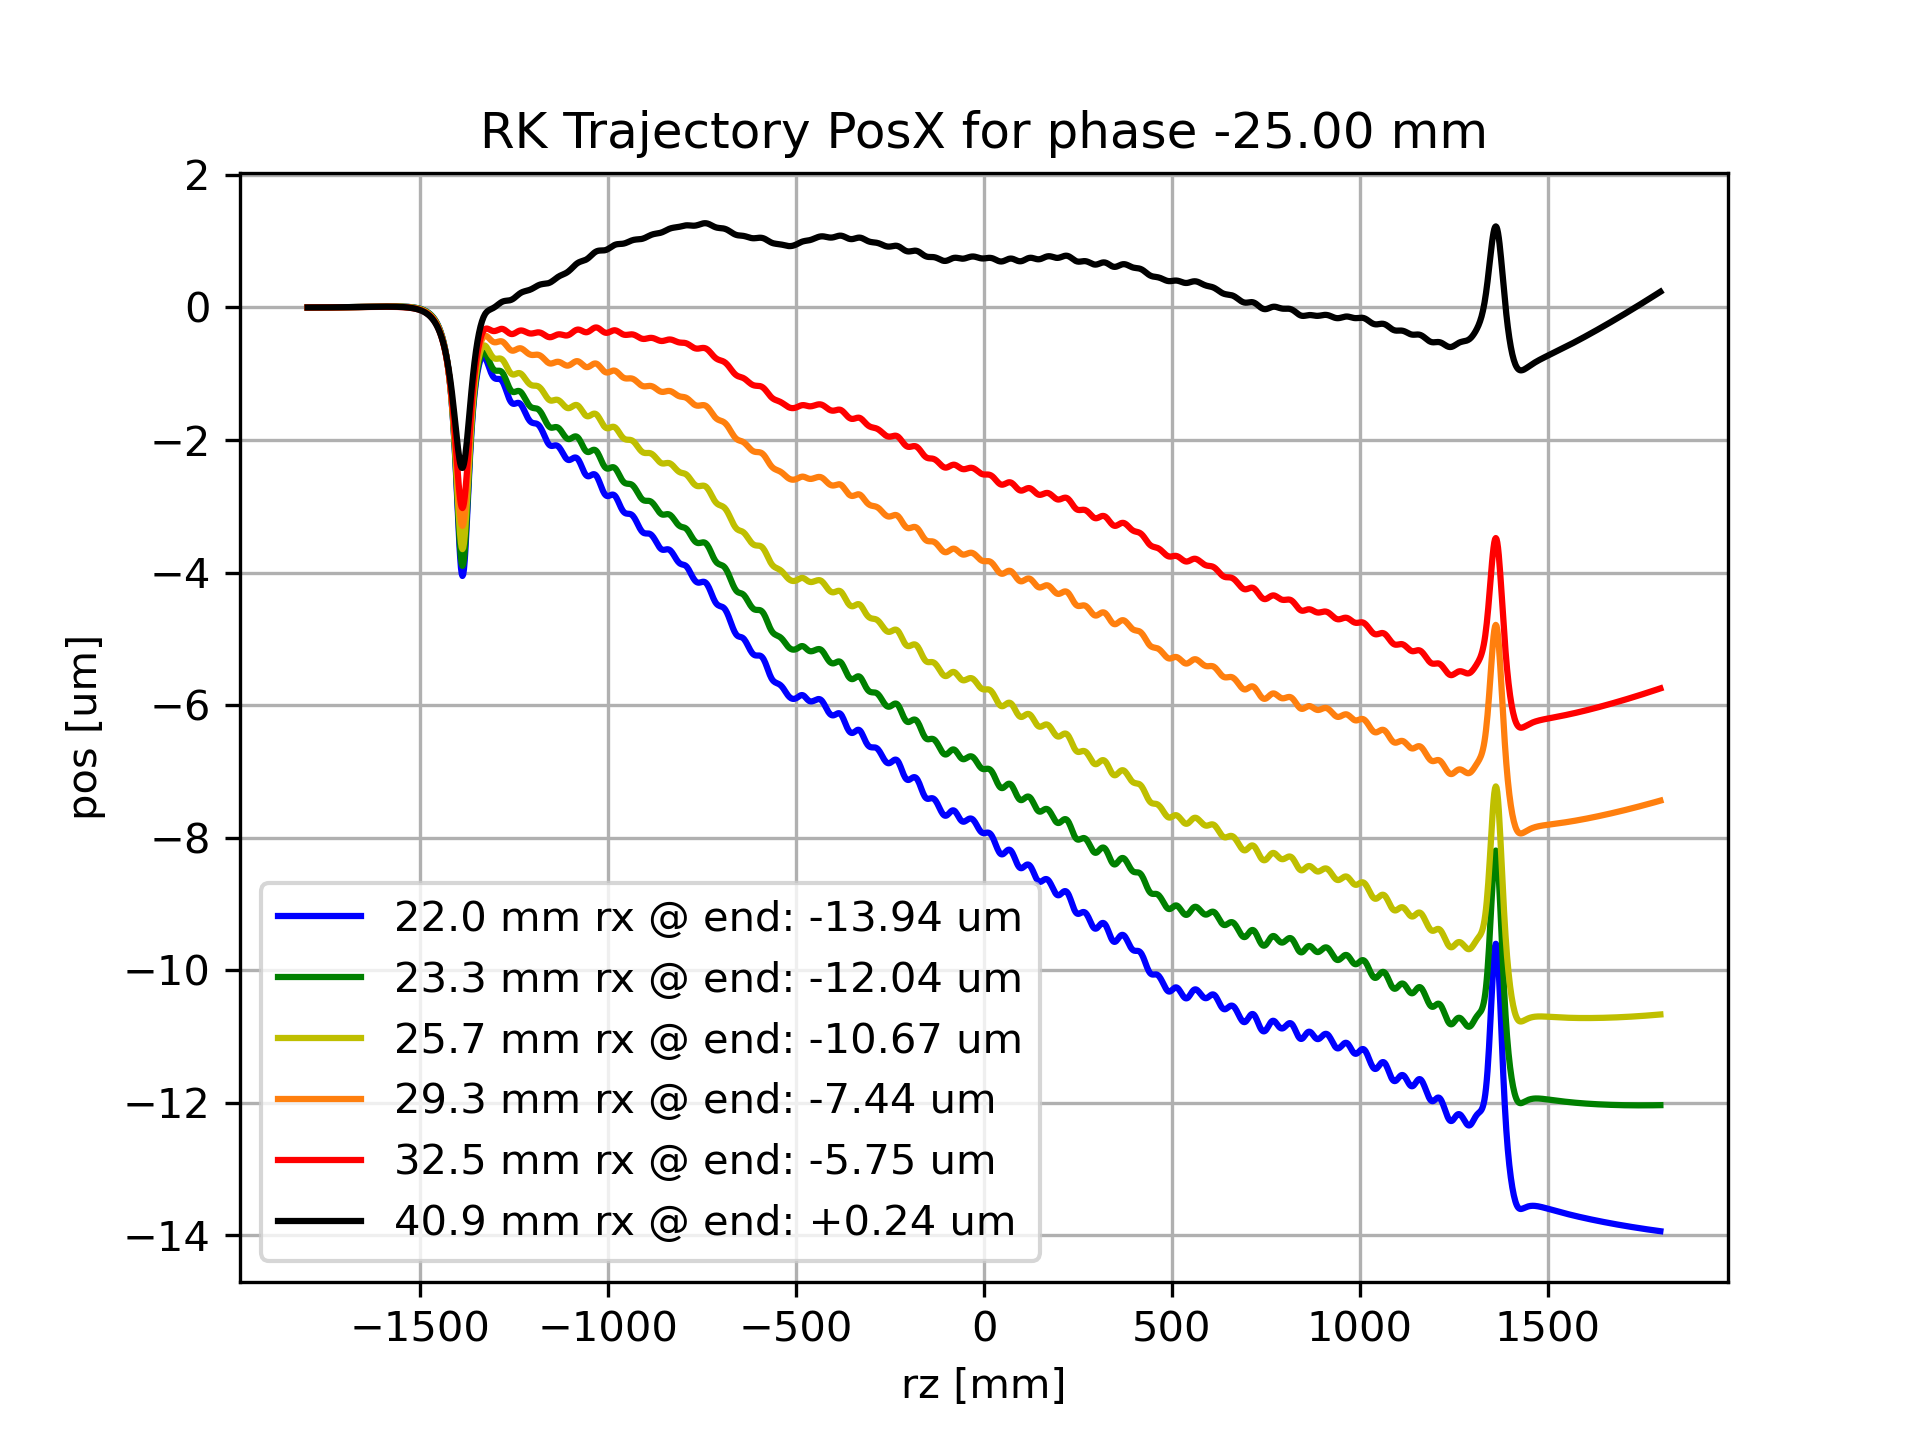 RK Trajectory PosX for phase -25.00 mm
2
0
−2
−4
−6
−8
−10
−12
−14
pos [um]
22.0 mm rx @ end: -13.94 um
23.3 mm rx @ end: -12.04 um
25.7 mm rx @ end: -10.67 um
29.3 mm rx @ end: -7.44 um
32.5 mm rx @ end: -5.75 um
40.9 mm rx @ end: +0.24 um
−1500 −1000 −500 0 500 1000 1500
rz [mm]